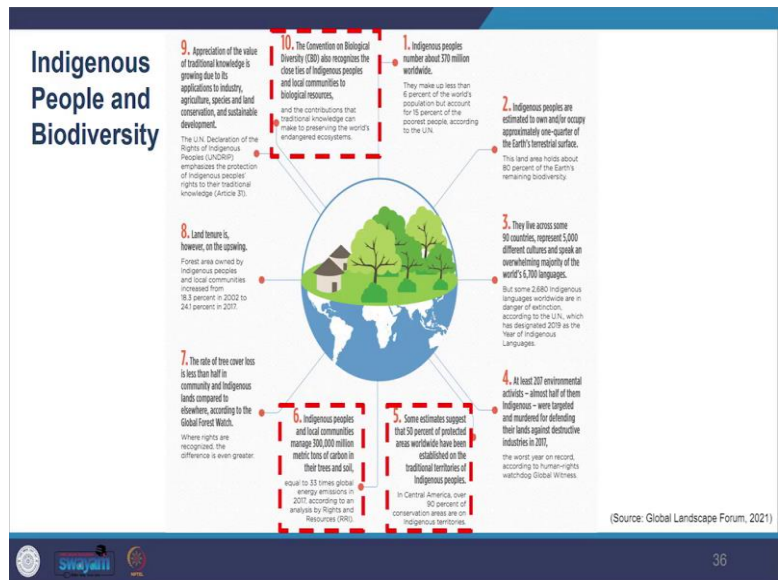 Indigenous
People and
Biodiversity
9. Appreciation of the value
of traditional knowledge is
growing due to its
applications to industry,
agriculture, species and land
conservation, and sustainable
development.
The U.N. Declaration of the
Rights of Indigenous
Peoples (UNDRIP)
emphasizes the protection
of Indigenous peoples'
rights to their traditional
knowledge (Article 31).
10. The Convention on Biological
Diversity (CBD) also recognizes the
close ties of Indigenous peoples
and local communities to
biological resources,
and the contributions that
traditional knowledge can
make to preserving the world's
endangered ecosystems.
1. Indigenous peoples
number about 370 million
worldwide.
They make up less than
6 percent of the world's
population but account
for 15 percent of the
poorest people, according
to the U.N.
2. Indigenous peoples are
estimated to own and/or occupy
approximately one-quarter of
the Earth's terrestrial surface.
This land area holds about
80 percent of the Earth's
remaining biodiversity.
8. Land tenure is,
however, on the upswing.
Forest area owned by
Indigenous peoples
and local communities
increased from
18.3 percent in 2002 to
24.1 percent in 2017.
3. They live across some
90 countries, represent 5,000
different cultures and speak an
overwhelming majority of the
world's 6,700 languages.
But some 2,680 Indigenous
languages worldwide are in
danger of extinction,
according to the U.N., which
has designated 2019 as the
Year of Indigenous
Languages.
7. The rate of tree cover loss
is less than half in
community and Indigenous
lands compared to
elsewhere, according to the
Global Forest Watch.
Where rights are
recognized, the
difference is even greater.
4. At least 207 environmental
activists – almost half of them
Indigenous – were targeted
and murdered for defending
their lands against destructive
industries in 2017,
the worst year on record,
according to human-rights
watchdog Global Witness.
6. Indigenous peoples
and local communities
manage 300,000 million
metric tons of carbon in
their trees and soil,
equal to 33 times global
energy emissions in
2017, according to an
analysis by Rights and
Resources (RRI).
5. Some estimates suggest
that 50 percent of protected
areas worldwide have been
established on the
traditional territories of
Indigenous peoples.
In Central America, over
90 percent of
conservation areas are on
Indigenous territories.
(Source: Global Landscape Forum, 2021)
swayam
NPTEL
36